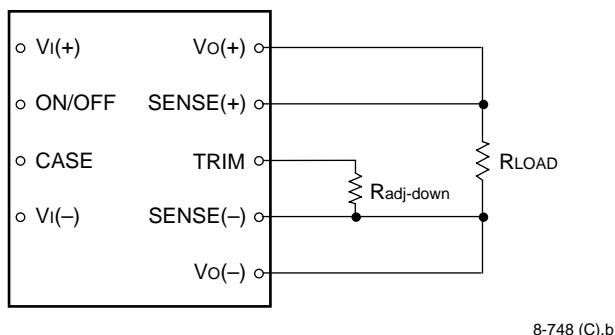 VI(+)
VO(+)
ON/OFF
SENSE(+)
CASE
TRIM
RLOAD
Radj-down
VI(–)
SENSE(–)
VO(–)
8-748 (C).b